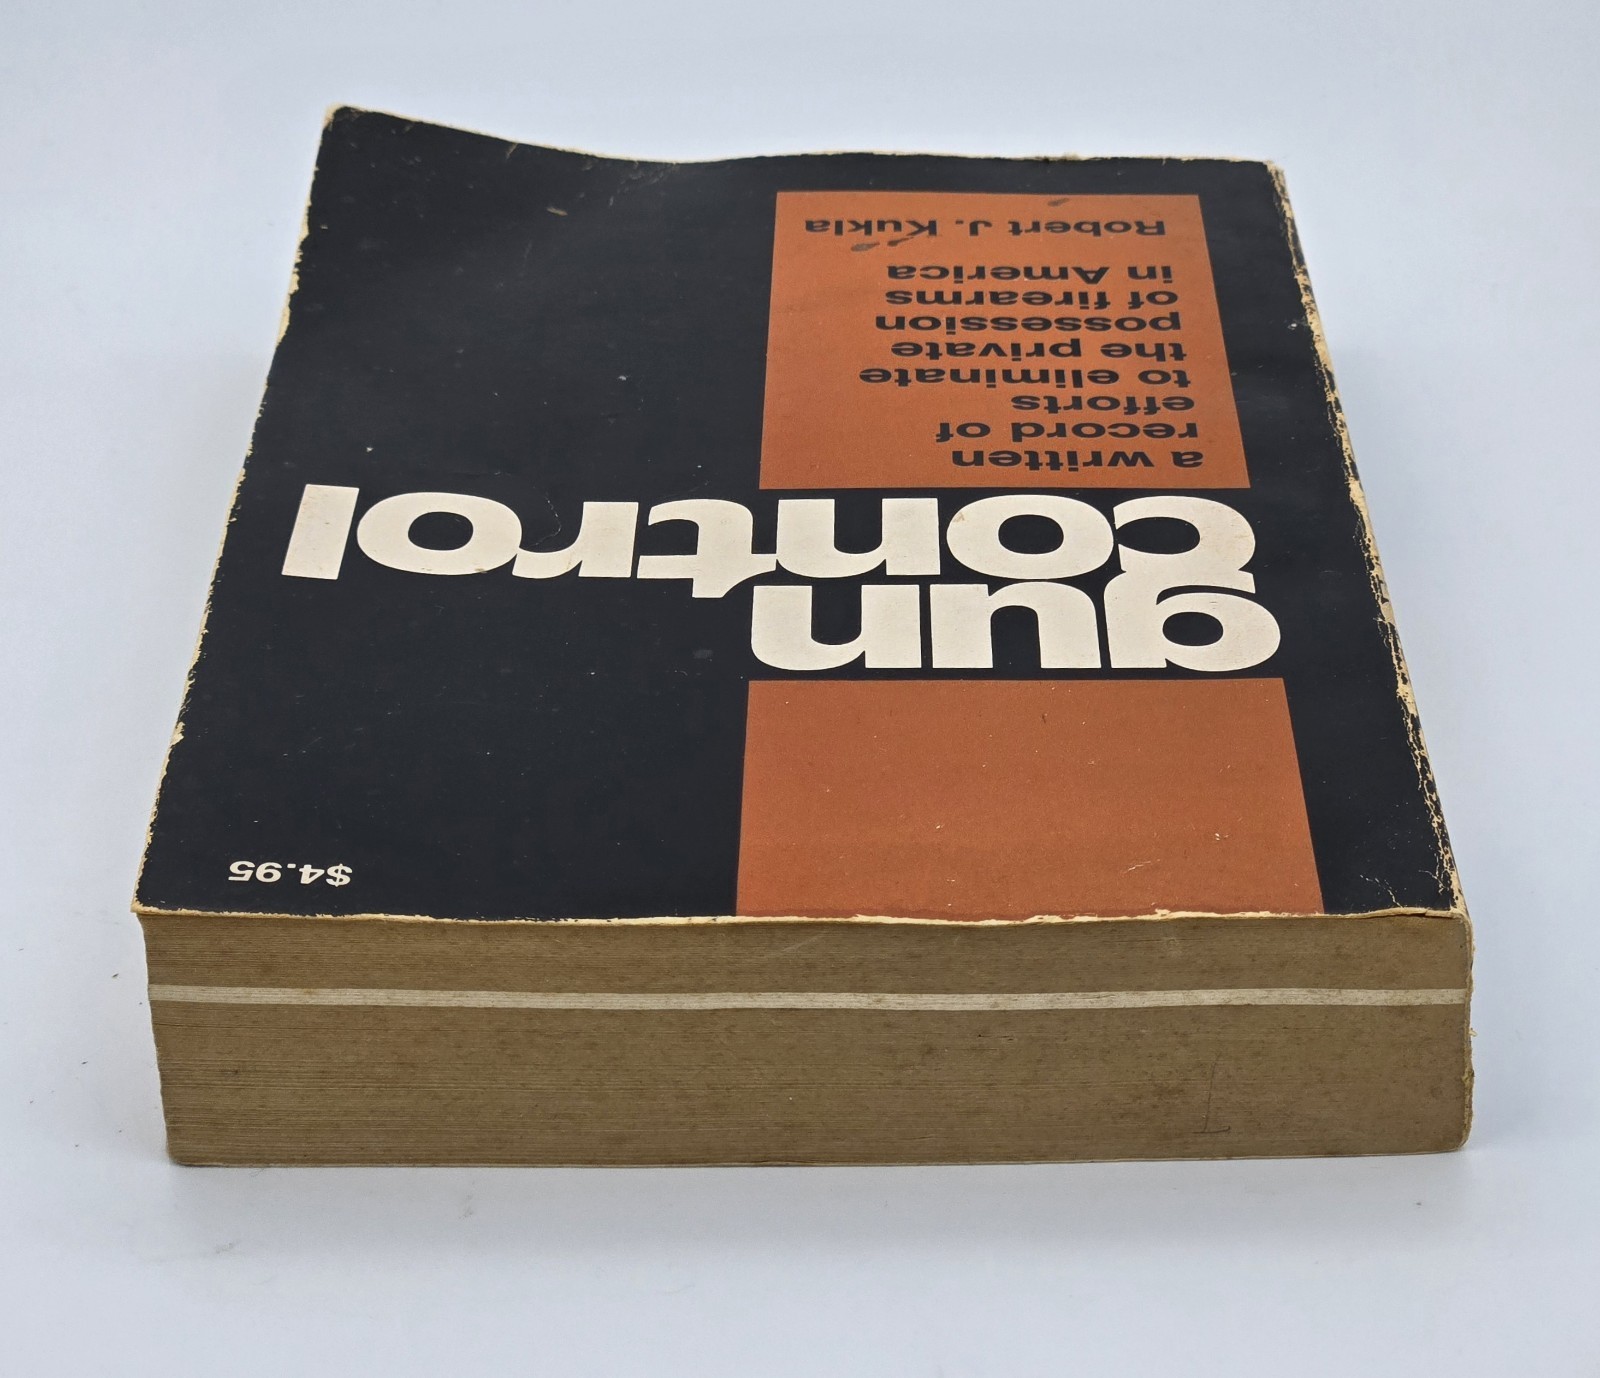 $4.95
gun
control
a written
record of
efforts
to eliminate
the private
possession
of firearms
in America
Robert J. Kukla